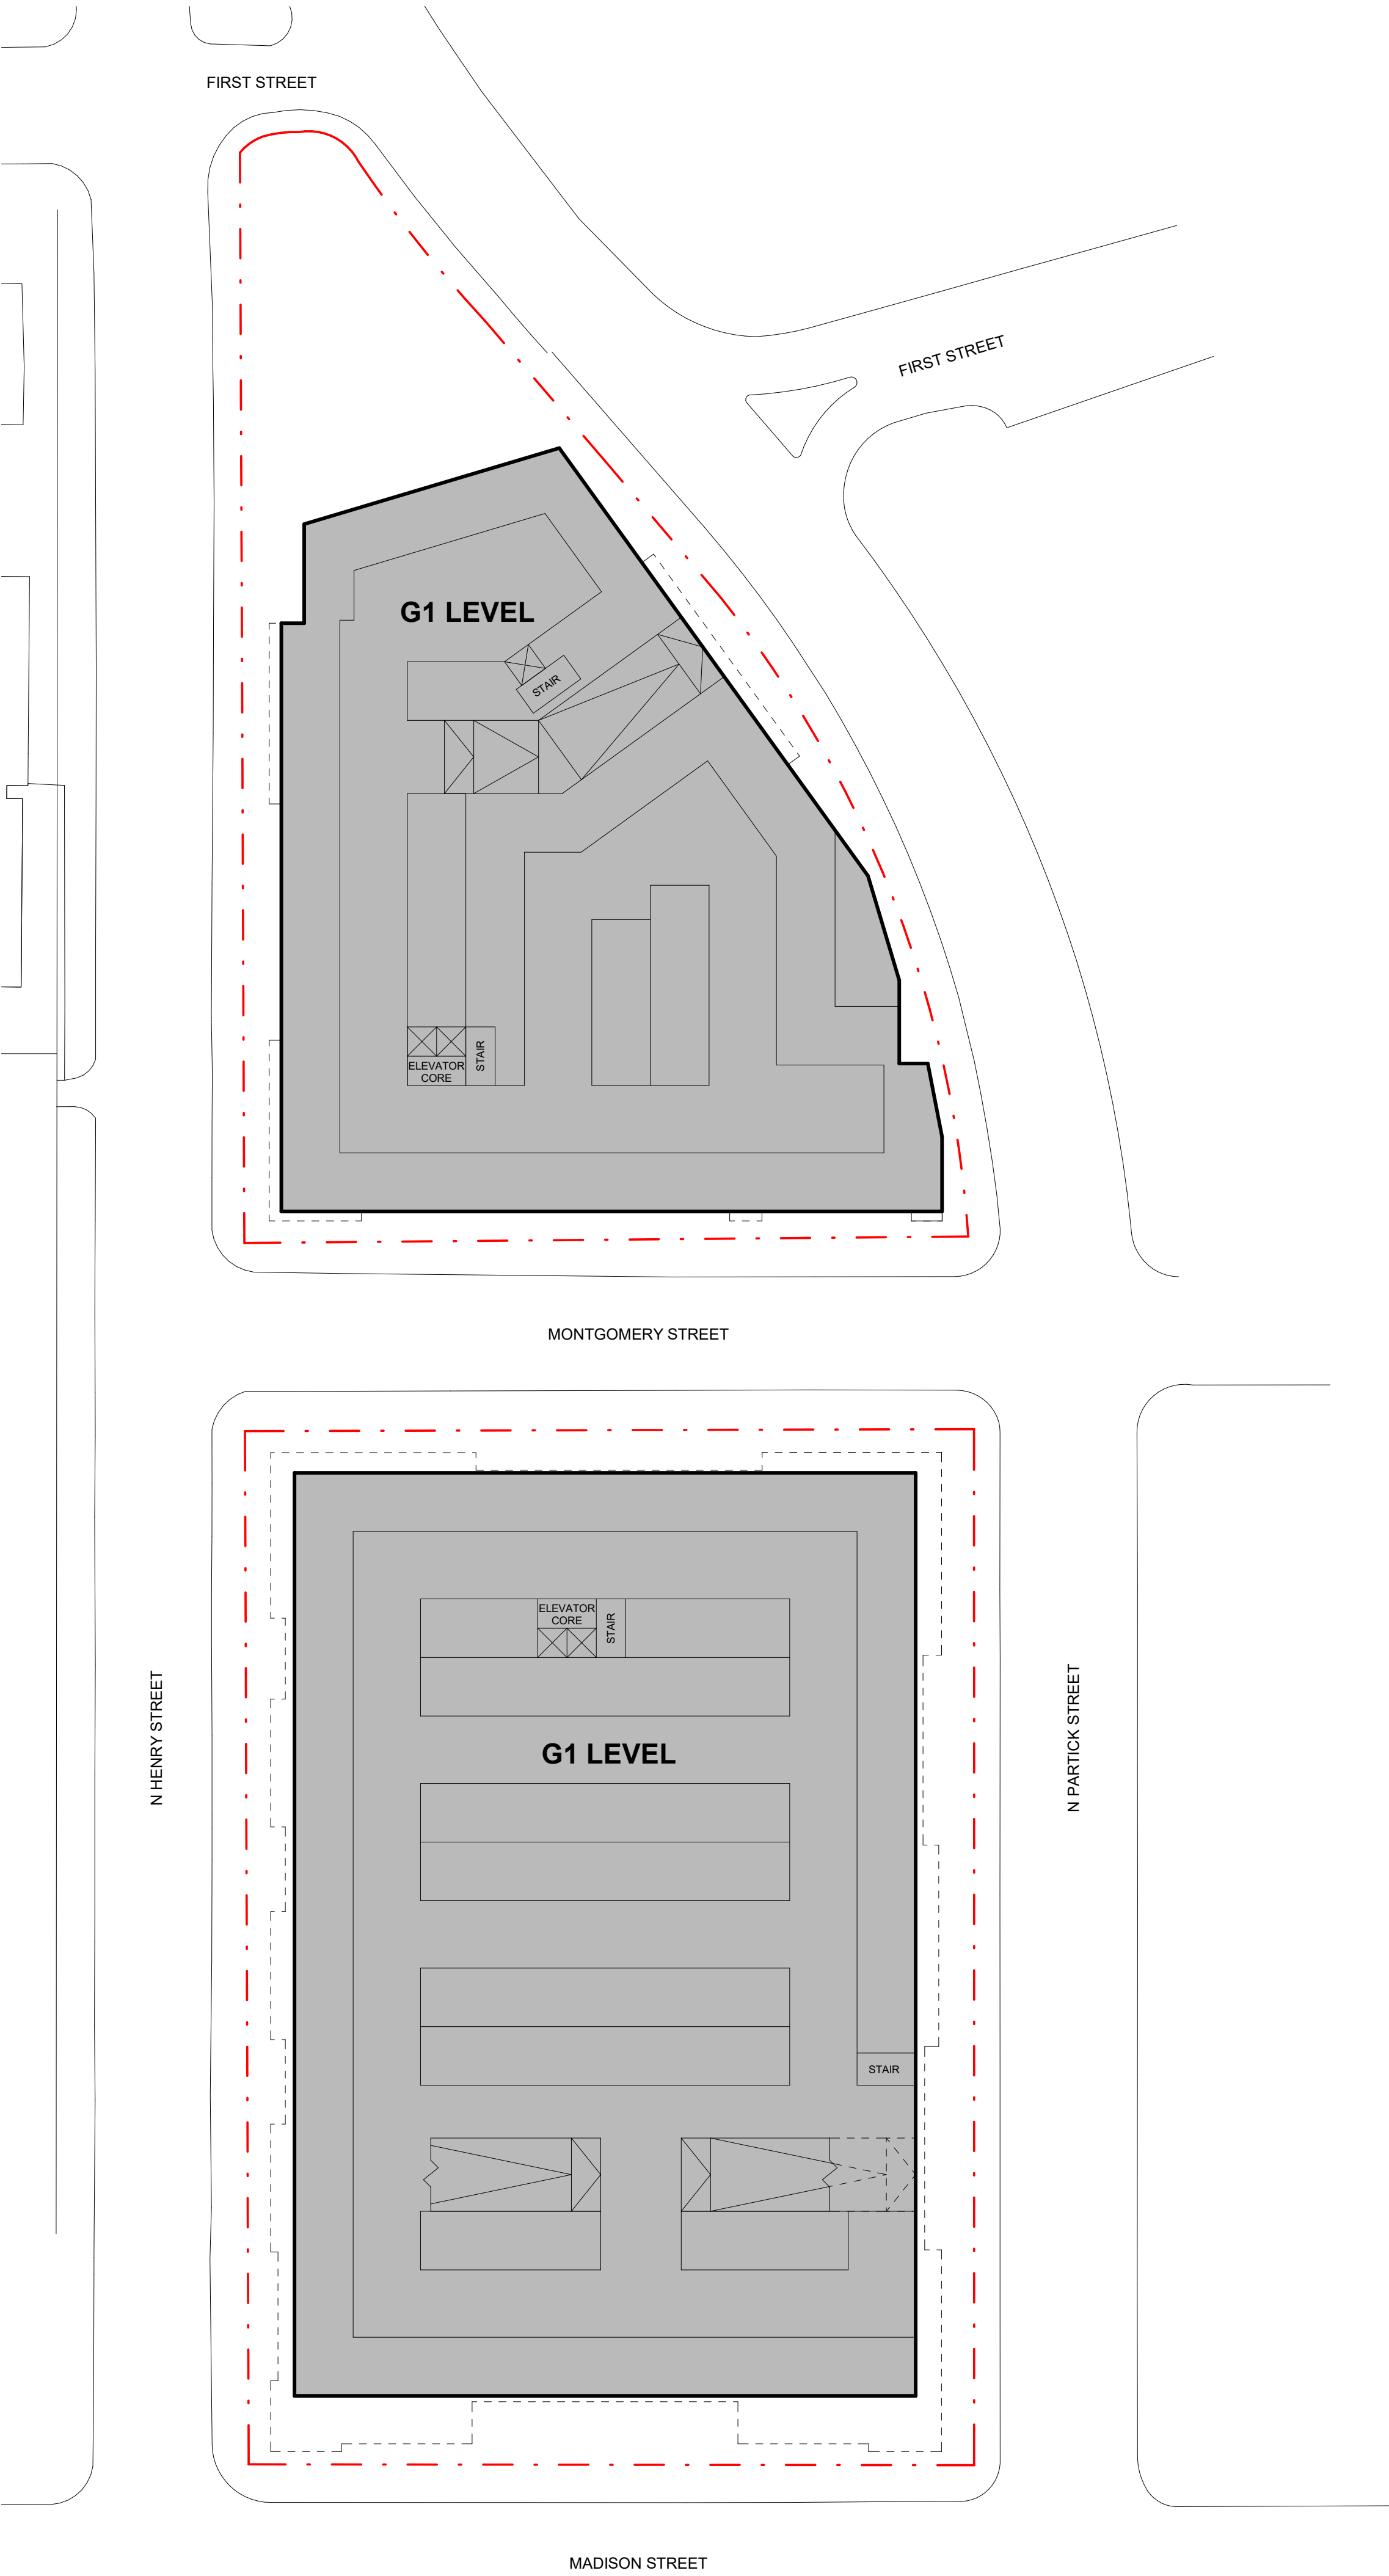 FIRST STREET
FIRST STREET
G1 LEVEL
STAIR
STAIR
ELEVATOR
CORE
MONTGOMERY STREET
ELEVATOR
CORE
STAIR
N HENRY STREET
N PARTICK STREET
G1 LEVEL
STAIR
MADISON STREET